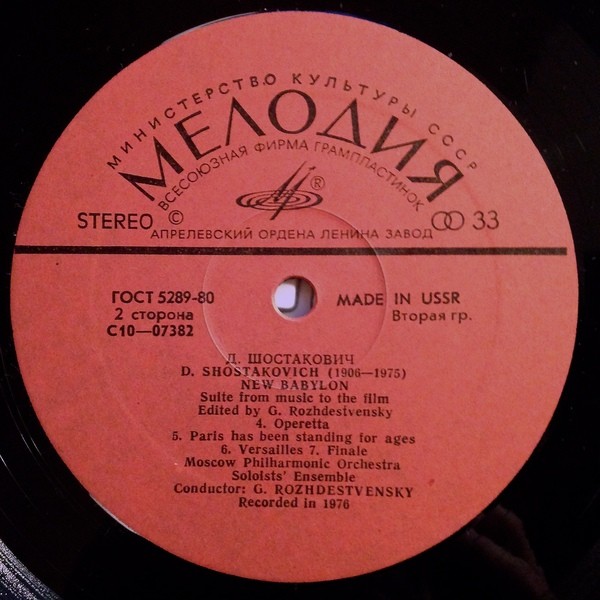 МИНИСТЕРСТВО КУЛЬТУРЫ СССР
МЕЛОДИЯ
ВСЕСОЮЗНАЯ ФИРМА ГРАМПЛАСТИНОК
®
STEREO © 33
АПРЕЛЕВСКИЙ ОРДЕНА ЛЕНИНА ЗАВОД
ГОСТ 5289-80
2 сторона
С10—07382
MADE IN USSR
Вторая гр.
Д. ШОСТАКОВИЧ
D. SHOSTAKOVICH (1906—1975)
NEW BABYLON
Suite from music to the film
Edited by G. Rozhdestvensky
4. Operetta
5. Paris has been standing for ages
6. Versailles 7. Finale
Moscow Philharmonic Orchestra
Soloists' Ensemble
Conductor: G. ROZHDESTVENSKY
Recorded in 1976